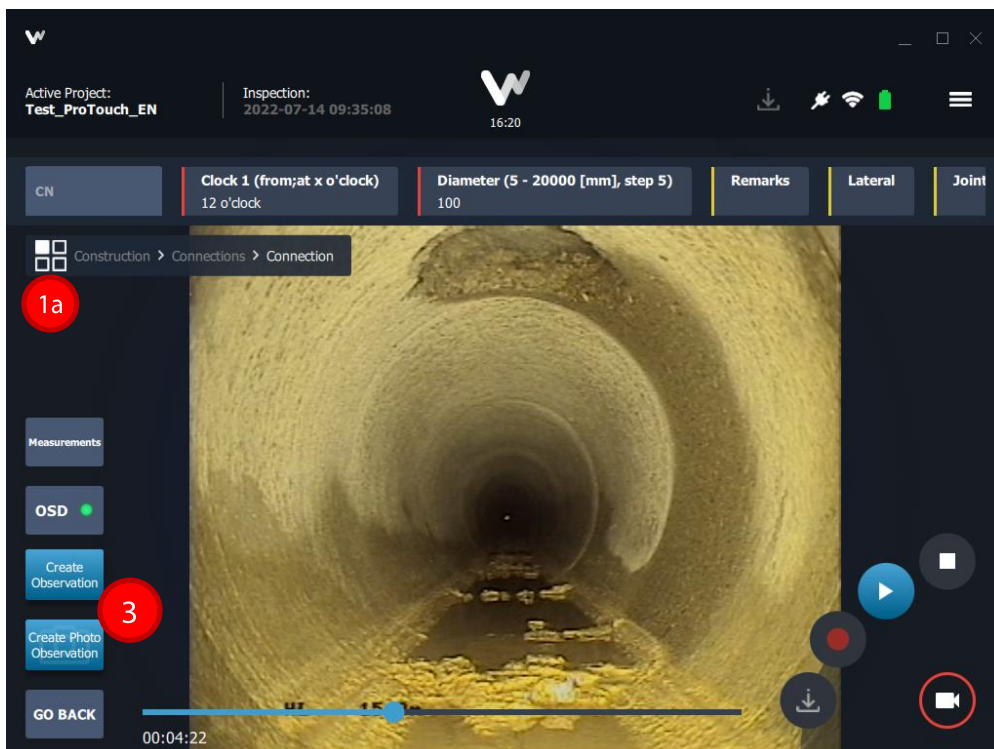 Active Project:
Test_ProTouch_EN
Inspection:
2022-07-14 09:35:08
16:20
CN
Clock 1 (from;at x o'clock)
12 o'clock
Diameter (5 - 20000 [mm], step 5)
100
Remarks
Lateral
Joint
Construction > Connections > Connection
1a
Measurements
OSD
Create
Observation
3
Create Photo
Observation
GO BACK
00:04:22